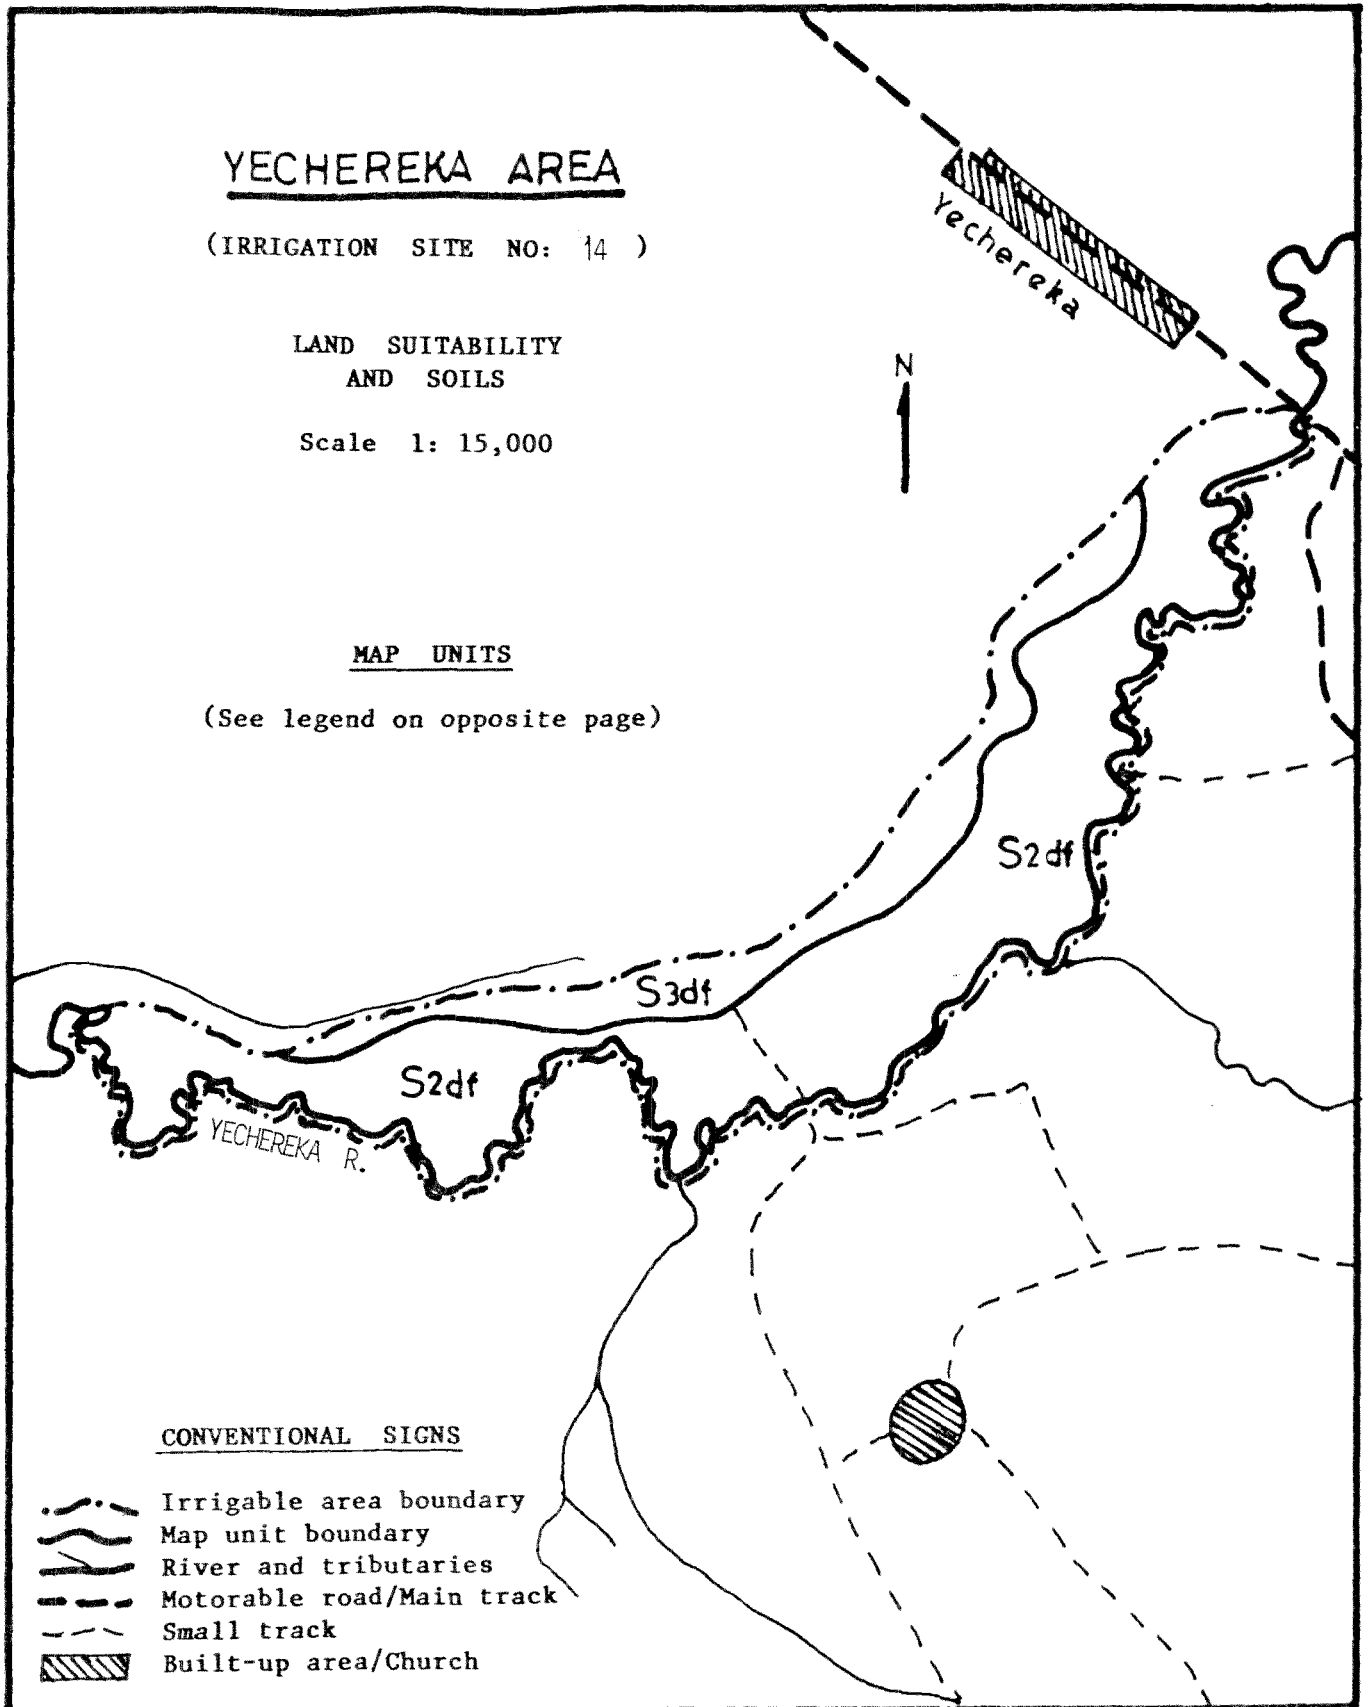 YECHEREKA AREA
(IRRIGATION SITE NO: 14 )
LAND SUITABILITY
AND SOILS
Scale 1: 15,000
MAP UNITS
(See legend on opposite page)
Yechereka
N
S2df
S3df
S2df
YECHEREKA R.
CONVENTIONAL SIGNS
Irrigable area boundary
Map unit boundary
River and tributaries
Motorable road/Main track
Small track
Built-up area/Church